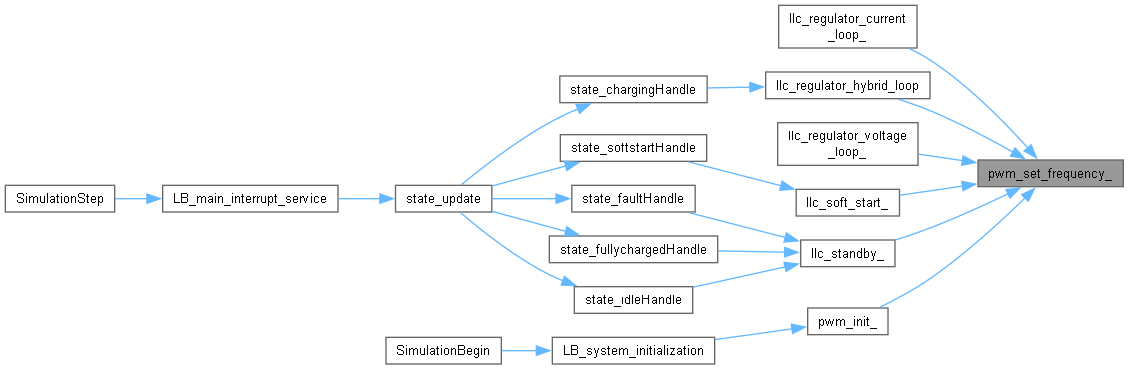 llc_regulator_current
_loop_
state_chargingHandle
llc_regulator_hybrid_loop
llc_regulator_voltage
_loop_
state_softstartHandle
pwm_set_frequency_
SimulationStep
LB_main_interrupt_service
state_update
state_faultHandle
llc_soft_start_
state_fullychargedHandle
llc_standby_
state_idleHandle
pwm_init_
SimulationBegin
LB_system_initialization